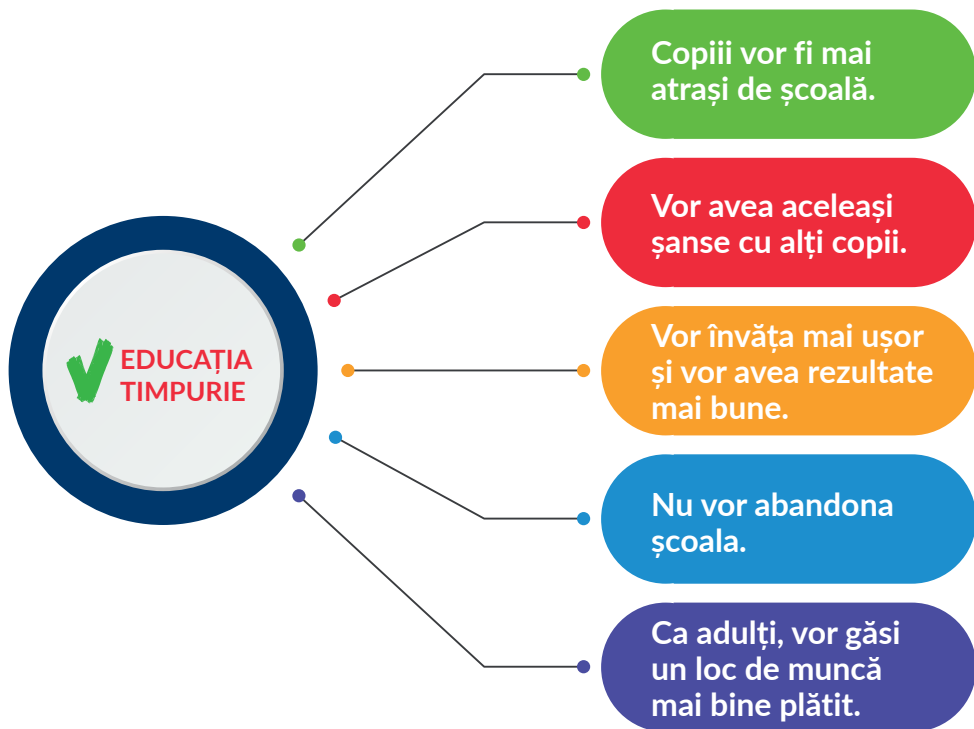 Copiii vor fi mai
atrași de școală.
Vor avea aceleași
șanse cu alți copii.
EDUCAȚIA
TIMPURIE
Vor învăța mai ușor
și vor avea rezultate
mai bune.
Nu vor abandona
școala.
Ca adulți, vor găsi
un loc de muncă
mai bine plătit.